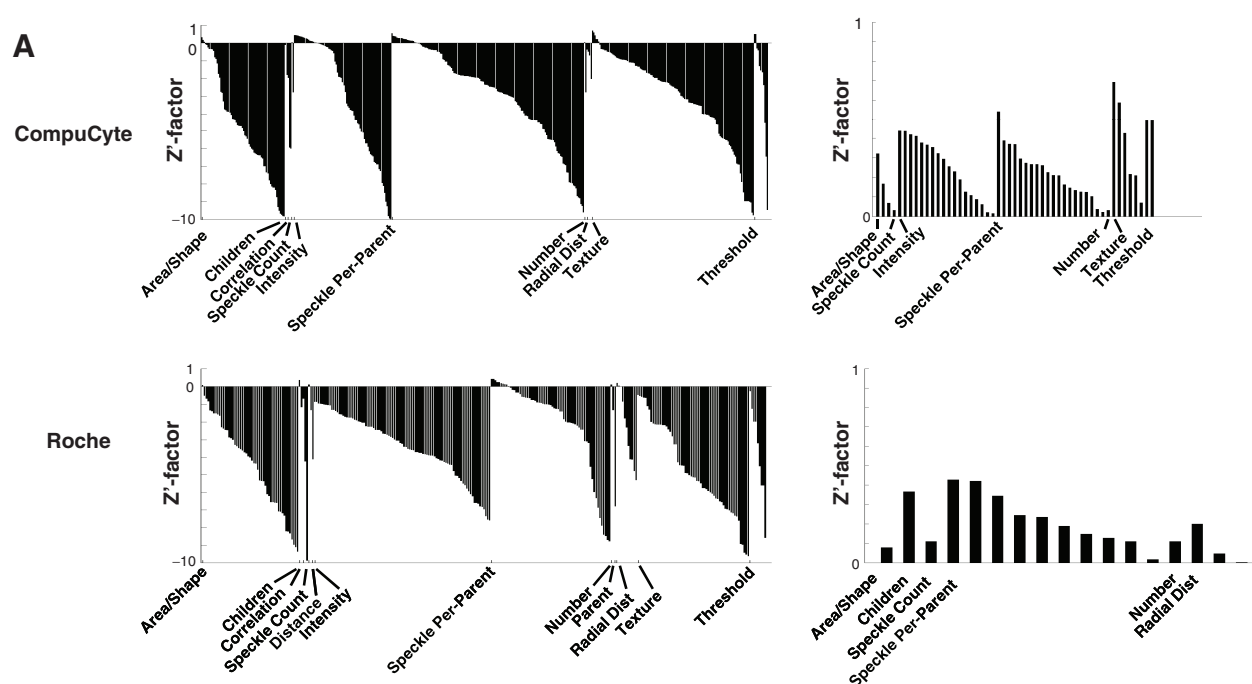 A
CompuCyte
Z'-factor
1
0
−10
Area/Shape
Children
Correlation
Speckle Count
Intensity
Speckle Per-Parent
Number
Radial Dist
Texture
Threshold
Z'-factor
1
0
Area/Shape
Speckle Count
Intensity
Speckle Per-Parent
Number
Texture
Threshold
Roche
Z'-factor
1
0
−10
Area/Shape
Children
Correlation
Speckle Count
Distance
Intensity
Speckle Per-Parent
Number
Parent
Radial Dist
Texture
Threshold
Z'-factor
1
0
Area/Shape
Children
Speckle Count
Speckle Per-Parent
Number
Radial Dist